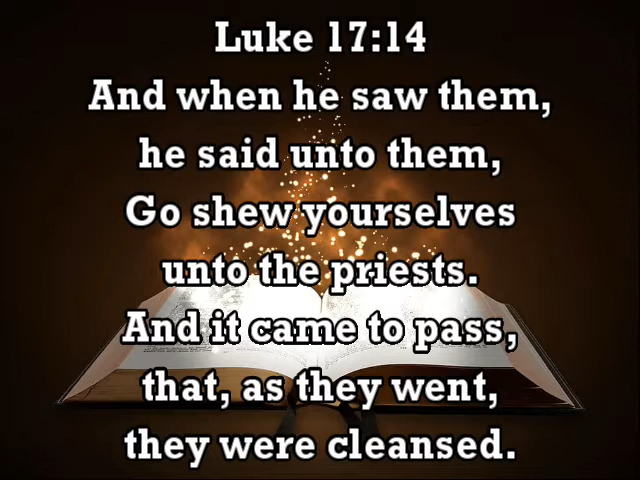 Luke 17:14
And when he saw them,
he said unto them,
Go shew yourselves
unto the priests.
And it came to pass,
that, as they went,
they were cleansed.